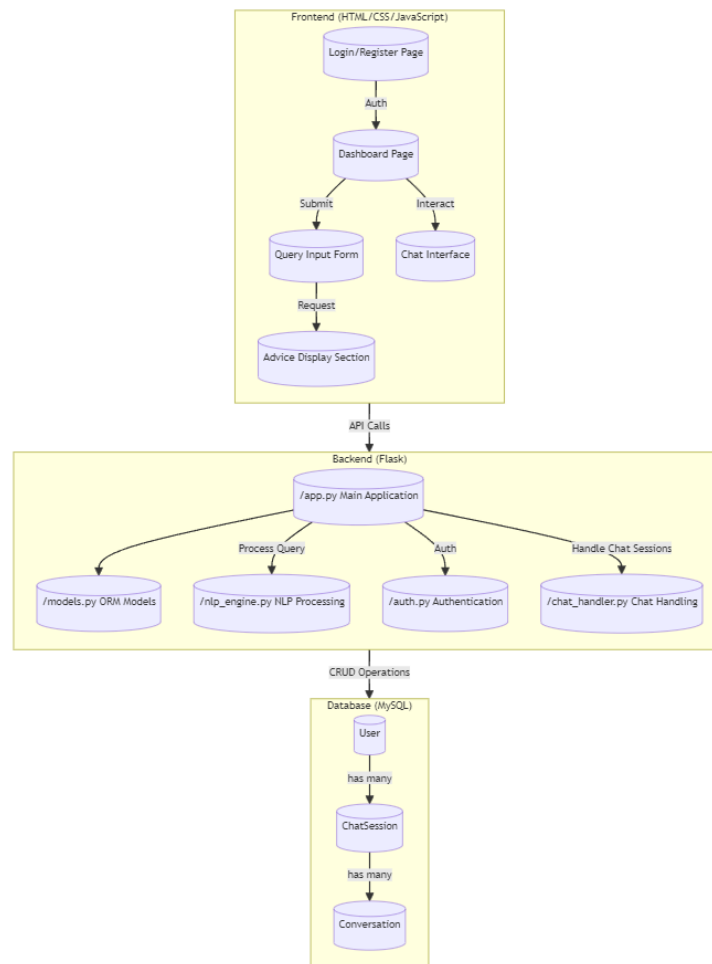 Frontend (HTML/CSS/JavaScript)
Login/Register Page
Auth
Dashboard Page
Submit
Interact
Query Input Form
Chat Interface
Request
Advice Display Section
API Calls
Backend (Flask)
/app.py Main Application
Process Query
Auth
Handle Chat Sessions
/models.py ORM Models
/nlp_engine.py NLP Processing
/auth.py Authentication
/chat_handler.py Chat Handling
CRUD Operations
Database (MySQL)
User
has many
ChatSession
has many
Conversation